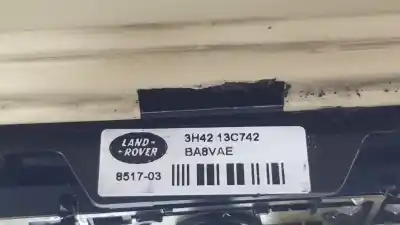 LAND-
-ROVER
3H42 13C742
BA8VAE
8517-03